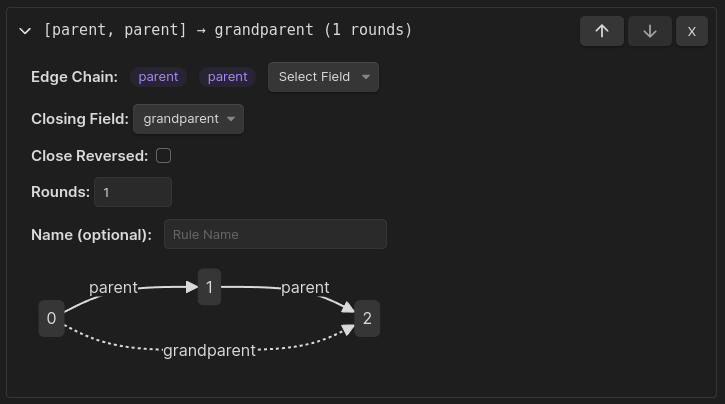 [parent, parent] → grandparent (1 rounds)
↑ ↓ X
Edge Chain: parent parent Select Field
Closing Field: grandparent
Close Reversed:
Rounds: 1
Name (optional): Rule Name
parent 1 parent
0 2
grandparent